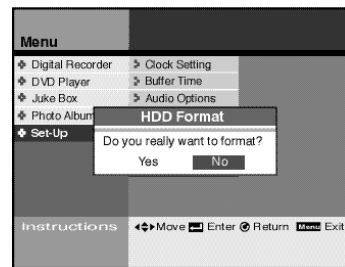 Menu
Digital Recorder
Clock Setting
DVD Player
Buffer Time
Juke Box
Audio Options
Photo Album
HDD Format
Set-Up
Do you really want to format?
Yes No
Instructions
Move Enter Return Menu Exit